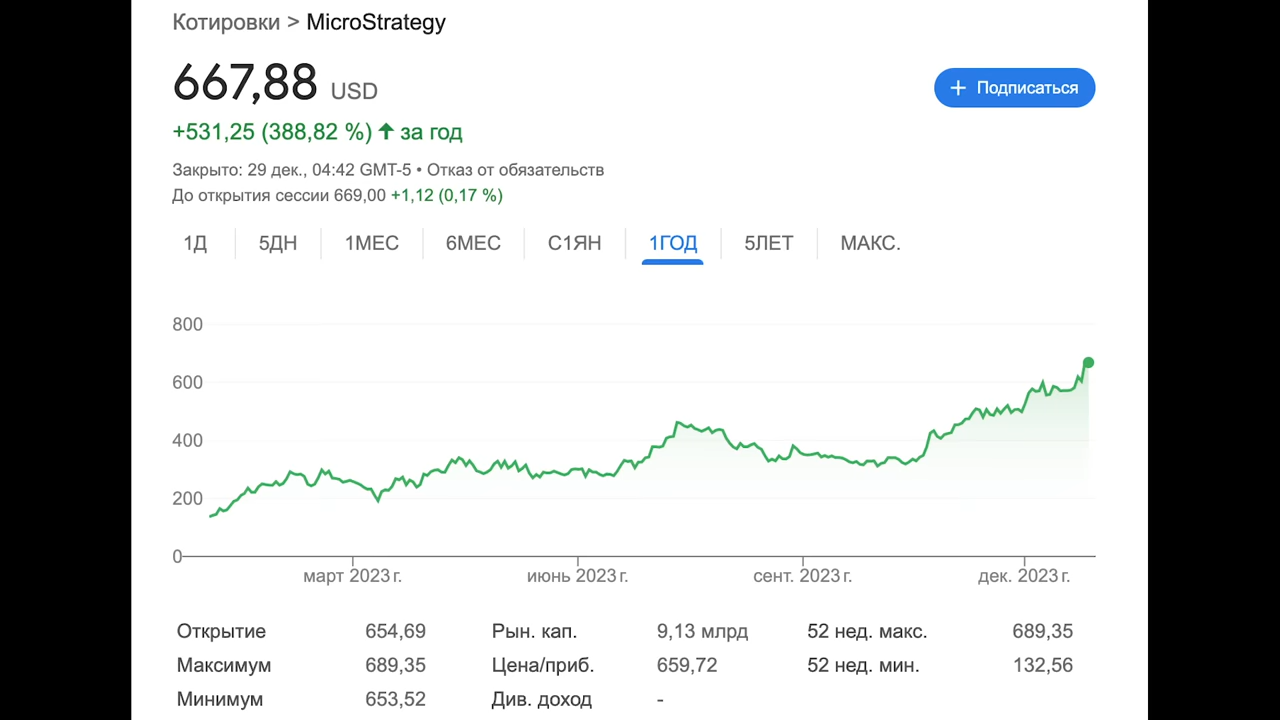 Котировки > MicroStrategy
667,88 USD
+ Подписаться
+531,25 (388,82 %) ↑ за год
Закрыто: 29 дек., 04:42 GMT-5 • Отказ от обязательств
До открытия сессии 669,00 +1,12 (0,17 %)
1Д 5ДН 1МЕС 6МЕС С1ЯН 1ГОД 5ЛЕТ МАКС.
800
600
400
200
0
март 2023 г. июнь 2023 г. сент. 2023 г. дек. 2023 г.
Открытие 654,69 Рын. кап. 9,13 млрд 52 нед. макс. 689,35
Максимум 689,35 Цена/приб. 659,72 52 нед. мин. 132,56
Минимум 653,52 Див. доход -